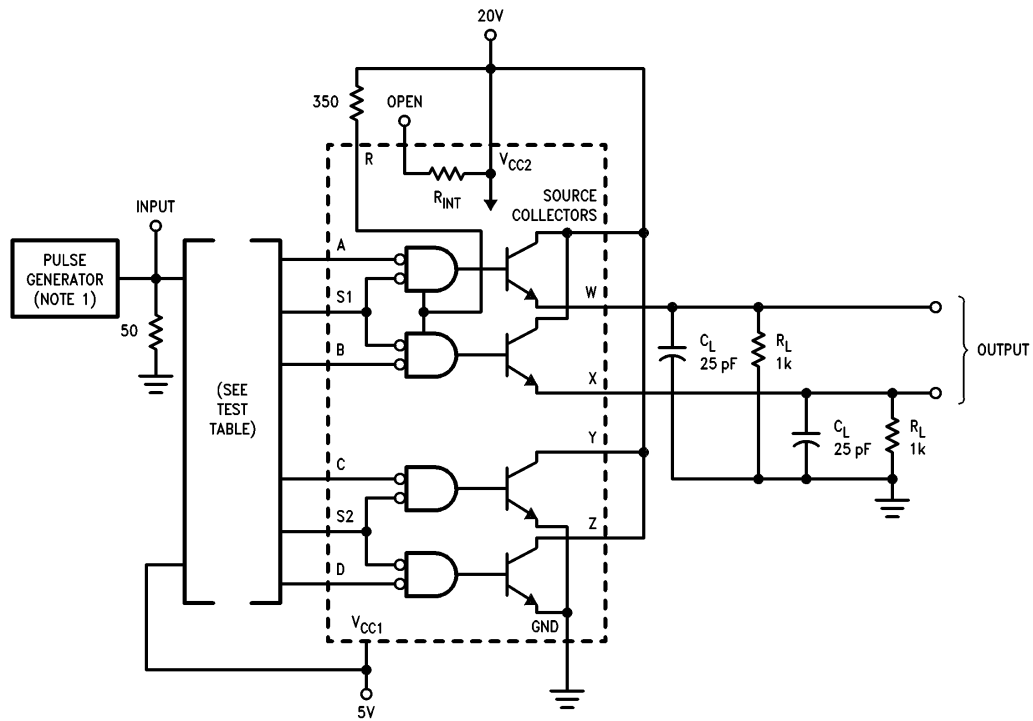 20V
350
OPEN
R
VCC2
RINT
SOURCE
COLLECTORS
INPUT
PULSE
GENERATOR
(NOTE 1)
50
A
S1
B
W
X
CL
25 pF
RL
1k
OUTPUT
(SEE
TEST
TABLE)
C
S2
D
Y
Z
CL
25 pF
RL
1k
VCC1
GND
5V